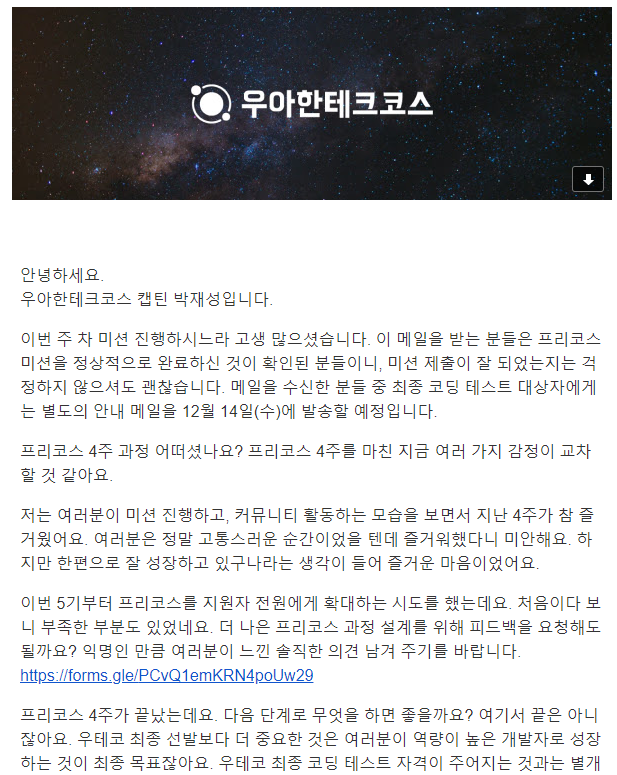 우아한테크코스
안녕하세요.
우아한테크코스 캡틴 박재성입니다.
이번 주 차 미션 진행하시느라 고생 많으셨습니다. 이 메일을 받는 분들은 프리코스
미션을 정상적으로 완료하신 것이 확인된 분들이니, 미션 제출이 잘 되었는지는 걱
정하지 않으셔도 괜찮습니다. 메일을 수신한 분들 중 최종 코딩 테스트 대상자에게
는 별도의 안내 메일을 12월 14일(수)에 발송할 예정입니다.
프리코스 4주 과정 어떠셨나요? 프리코스 4주를 마친 지금 여러 가지 감정이 교차
할 것 같아요.
저는 여러분이 미션 진행하고, 커뮤니티 활동하는 모습을 보면서 지난 4주가 참 즐
거웠어요. 여러분은 정말 고통스러운 순간이었을 텐데 즐거워했다니 미안해요. 하
지만 한편으로 잘 성장하고 있구나라는 생각이 들어 즐거운 마음이었어요.
이번 5기부터 프리코스를 지원자 전원에게 확대하는 시도를 했는데요. 처음이다 보
니 부족한 부분도 있었네요. 더 나은 프리코스 과정 설계를 위해 피드백을 요청해도
될까요? 익명인 만큼 여러분이 느낀 솔직한 의견 남겨 주기를 바랍니다.
https://forms.gle/PCvQ1emKRN4poUw29
프리코스 4주가 끝났는데요. 다음 단계로 무엇을 하면 좋을까요? 여기서 끝은 아니
잖아요. 우테코 최종 선발보다 더 중요한 것은 여러분이 역량이 높은 개발자로 성장
하는 것이 최종 목표잖아요. 우테코 최종 코딩 테스트 자격이 주어지는 것과는 별개